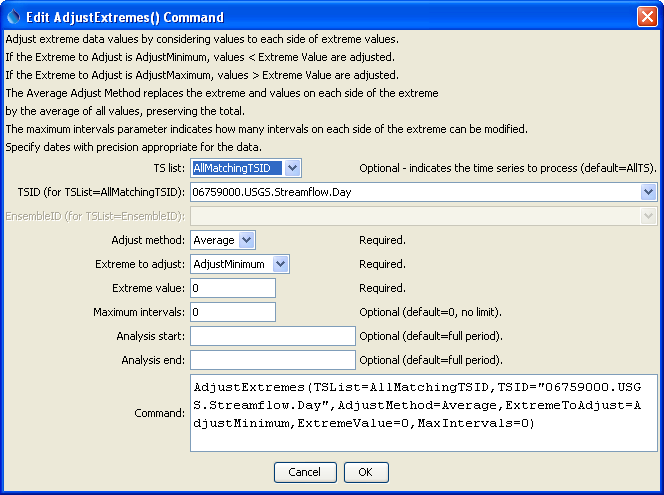 Edit AdjustExtremes() Command
Adjust extreme data values by considering values to each side of extreme values.
If the Extreme to Adjust is AdjustMinimum, values < Extreme Value are adjusted.
If the Extreme to Adjust is AdjustMaximum, values > Extreme Value are adjusted.
The Average Adjust Method replaces the extreme and values on each side of the extreme
by the average of all values, preserving the total.
The maximum intervals parameter indicates how many intervals on each side of the extreme can be modified.
Specify dates with precision appropriate for the data.
TS list: AllMatchingTSID Optional - indicates the time series to process (default=AllTS).
TSID (for TSList=AllMatchingTSID): 06759000.USGS.Streamflow.Day
EnsembleID (for TSList=EnsembleID):
Adjust method: Average Required.
Extreme to adjust: AdjustMinimum Required.
Extreme value: 0 Required.
Maximum intervals: 0 Optional (default=0, no limit).
Analysis start: Optional (default=full period).
Analysis end: Optional (default=full period).
Command:
AdjustExtremes(TSList=AllMatchingTSID,TSID="06759000.USG
S.Streamflow.Day",AdjustMethod=Average,ExtremeToAdjust=A
djustMinimum,ExtremeValue=0,MaxIntervals=0)
Cancel OK